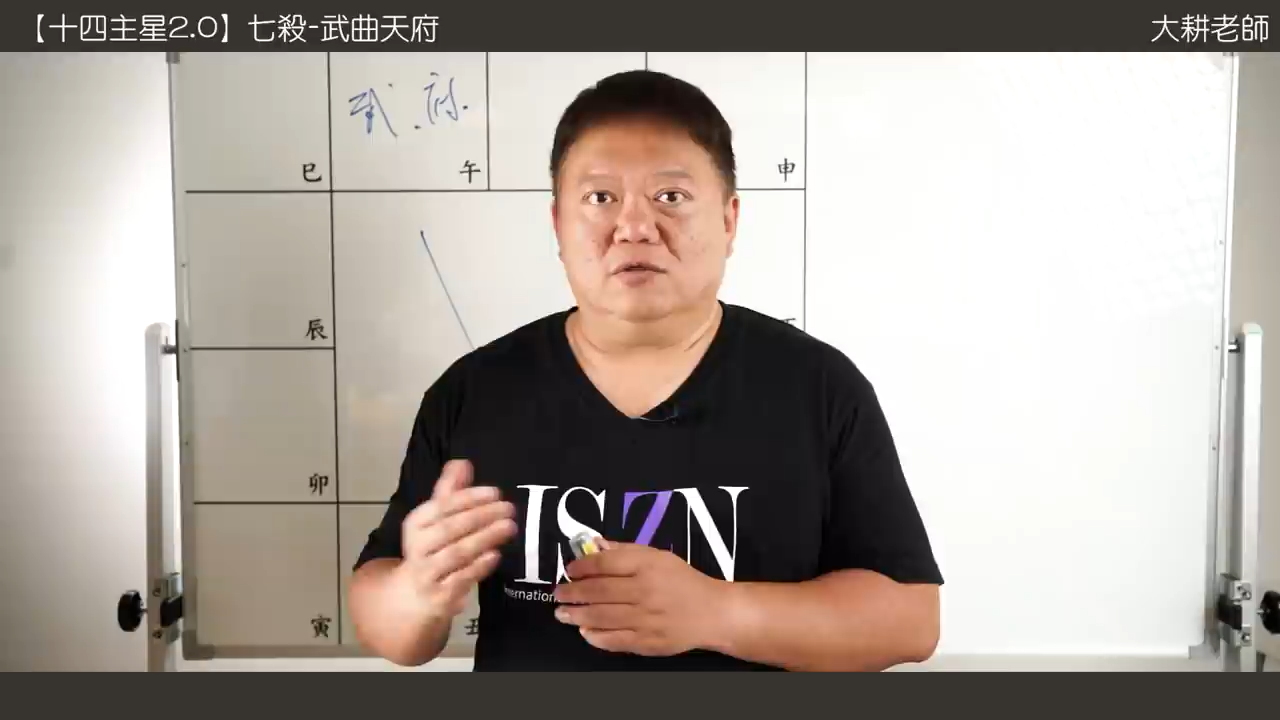 【十四主星2.0】七殺-武曲天府
大耕老師
武.府.
巳
午
申
辰
卯
ISZN
nternation
寅
丑